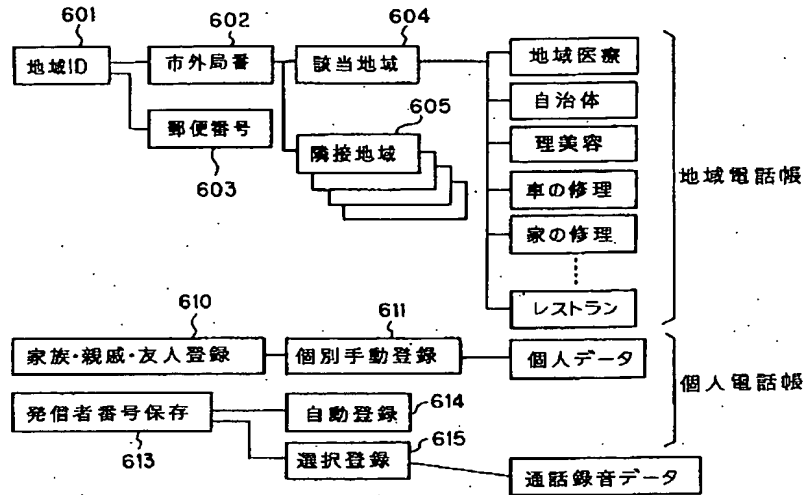 601
602
604
地域ID
市外局番
該当地域
地域医療
自治体
605
郵便番号
603
隣接地域
理美容
車の修理
家の修理
レストラン
地域電話帳
610
611
家族・親戚・友人登録
個別手動登録
個人データ
発信者番号保存
613
自動登録
614
615
選択登録
通話録音データ
個人電話帳